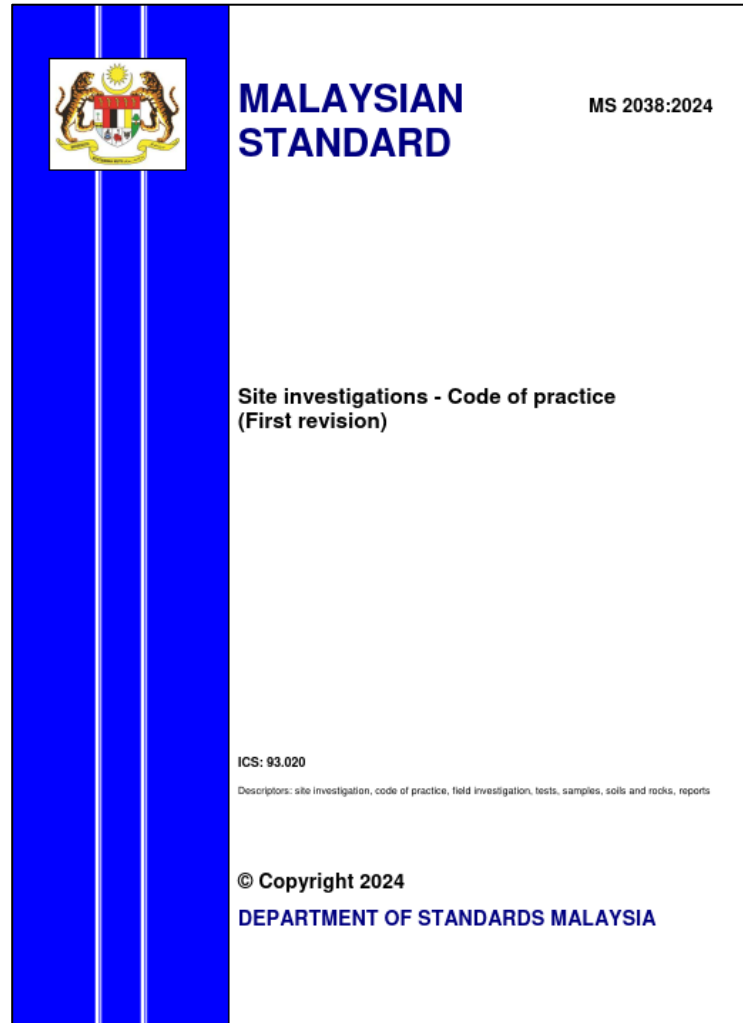 MALAYSIAN
STANDARD
MS 2038:2024
Site investigations - Code of practice
(First revision)
ICS: 93.020
Descriptors: site investigation, code of practice, field investigation, tests, samples, soils and rocks, reports
© Copyright 2024
DEPARTMENT OF STANDARDS MALAYSIA